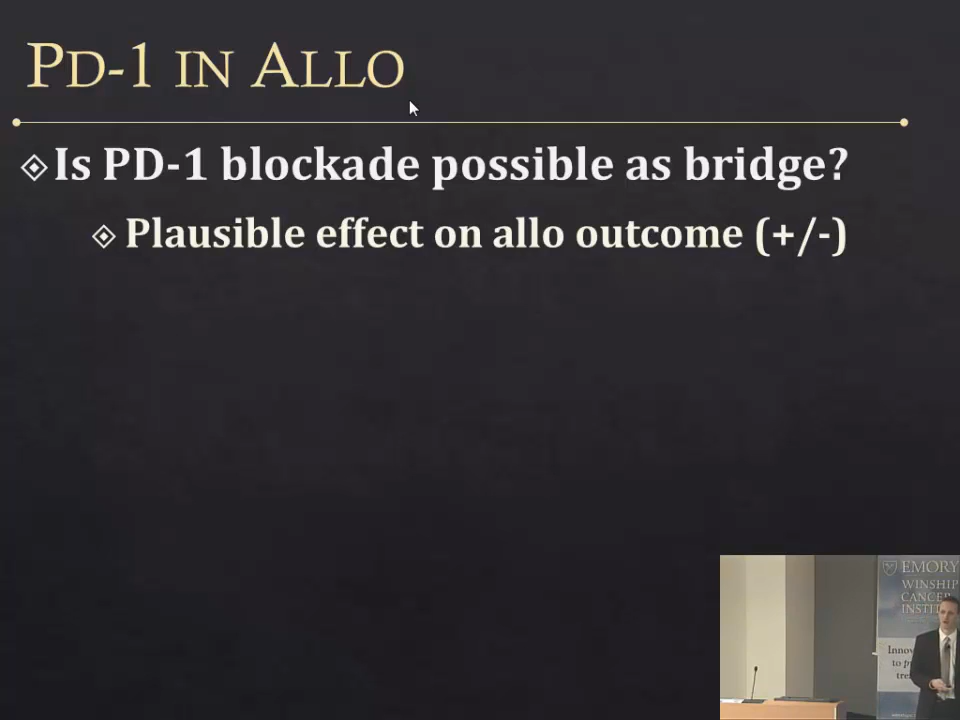 PD-1 IN ALLO
Is PD-1 blockade possible as bridge?
Plausible effect on allo outcome (+/-)
EMORY
WINSHIP
CANCER